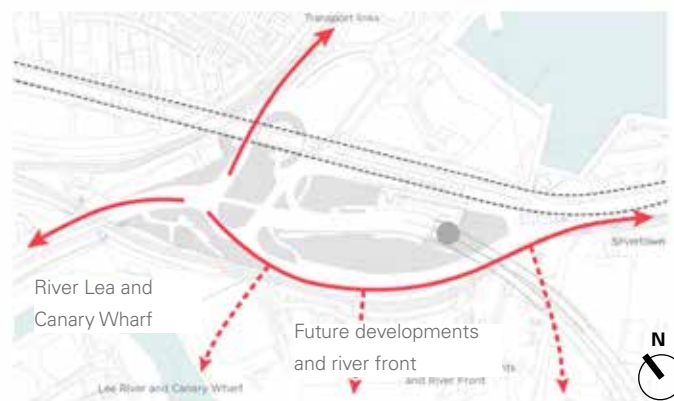 Transport links
Silvertown
River Lea and
Canary Wharf
Future developments
and river front
and River Front
Lee River and Canary Wharf
N